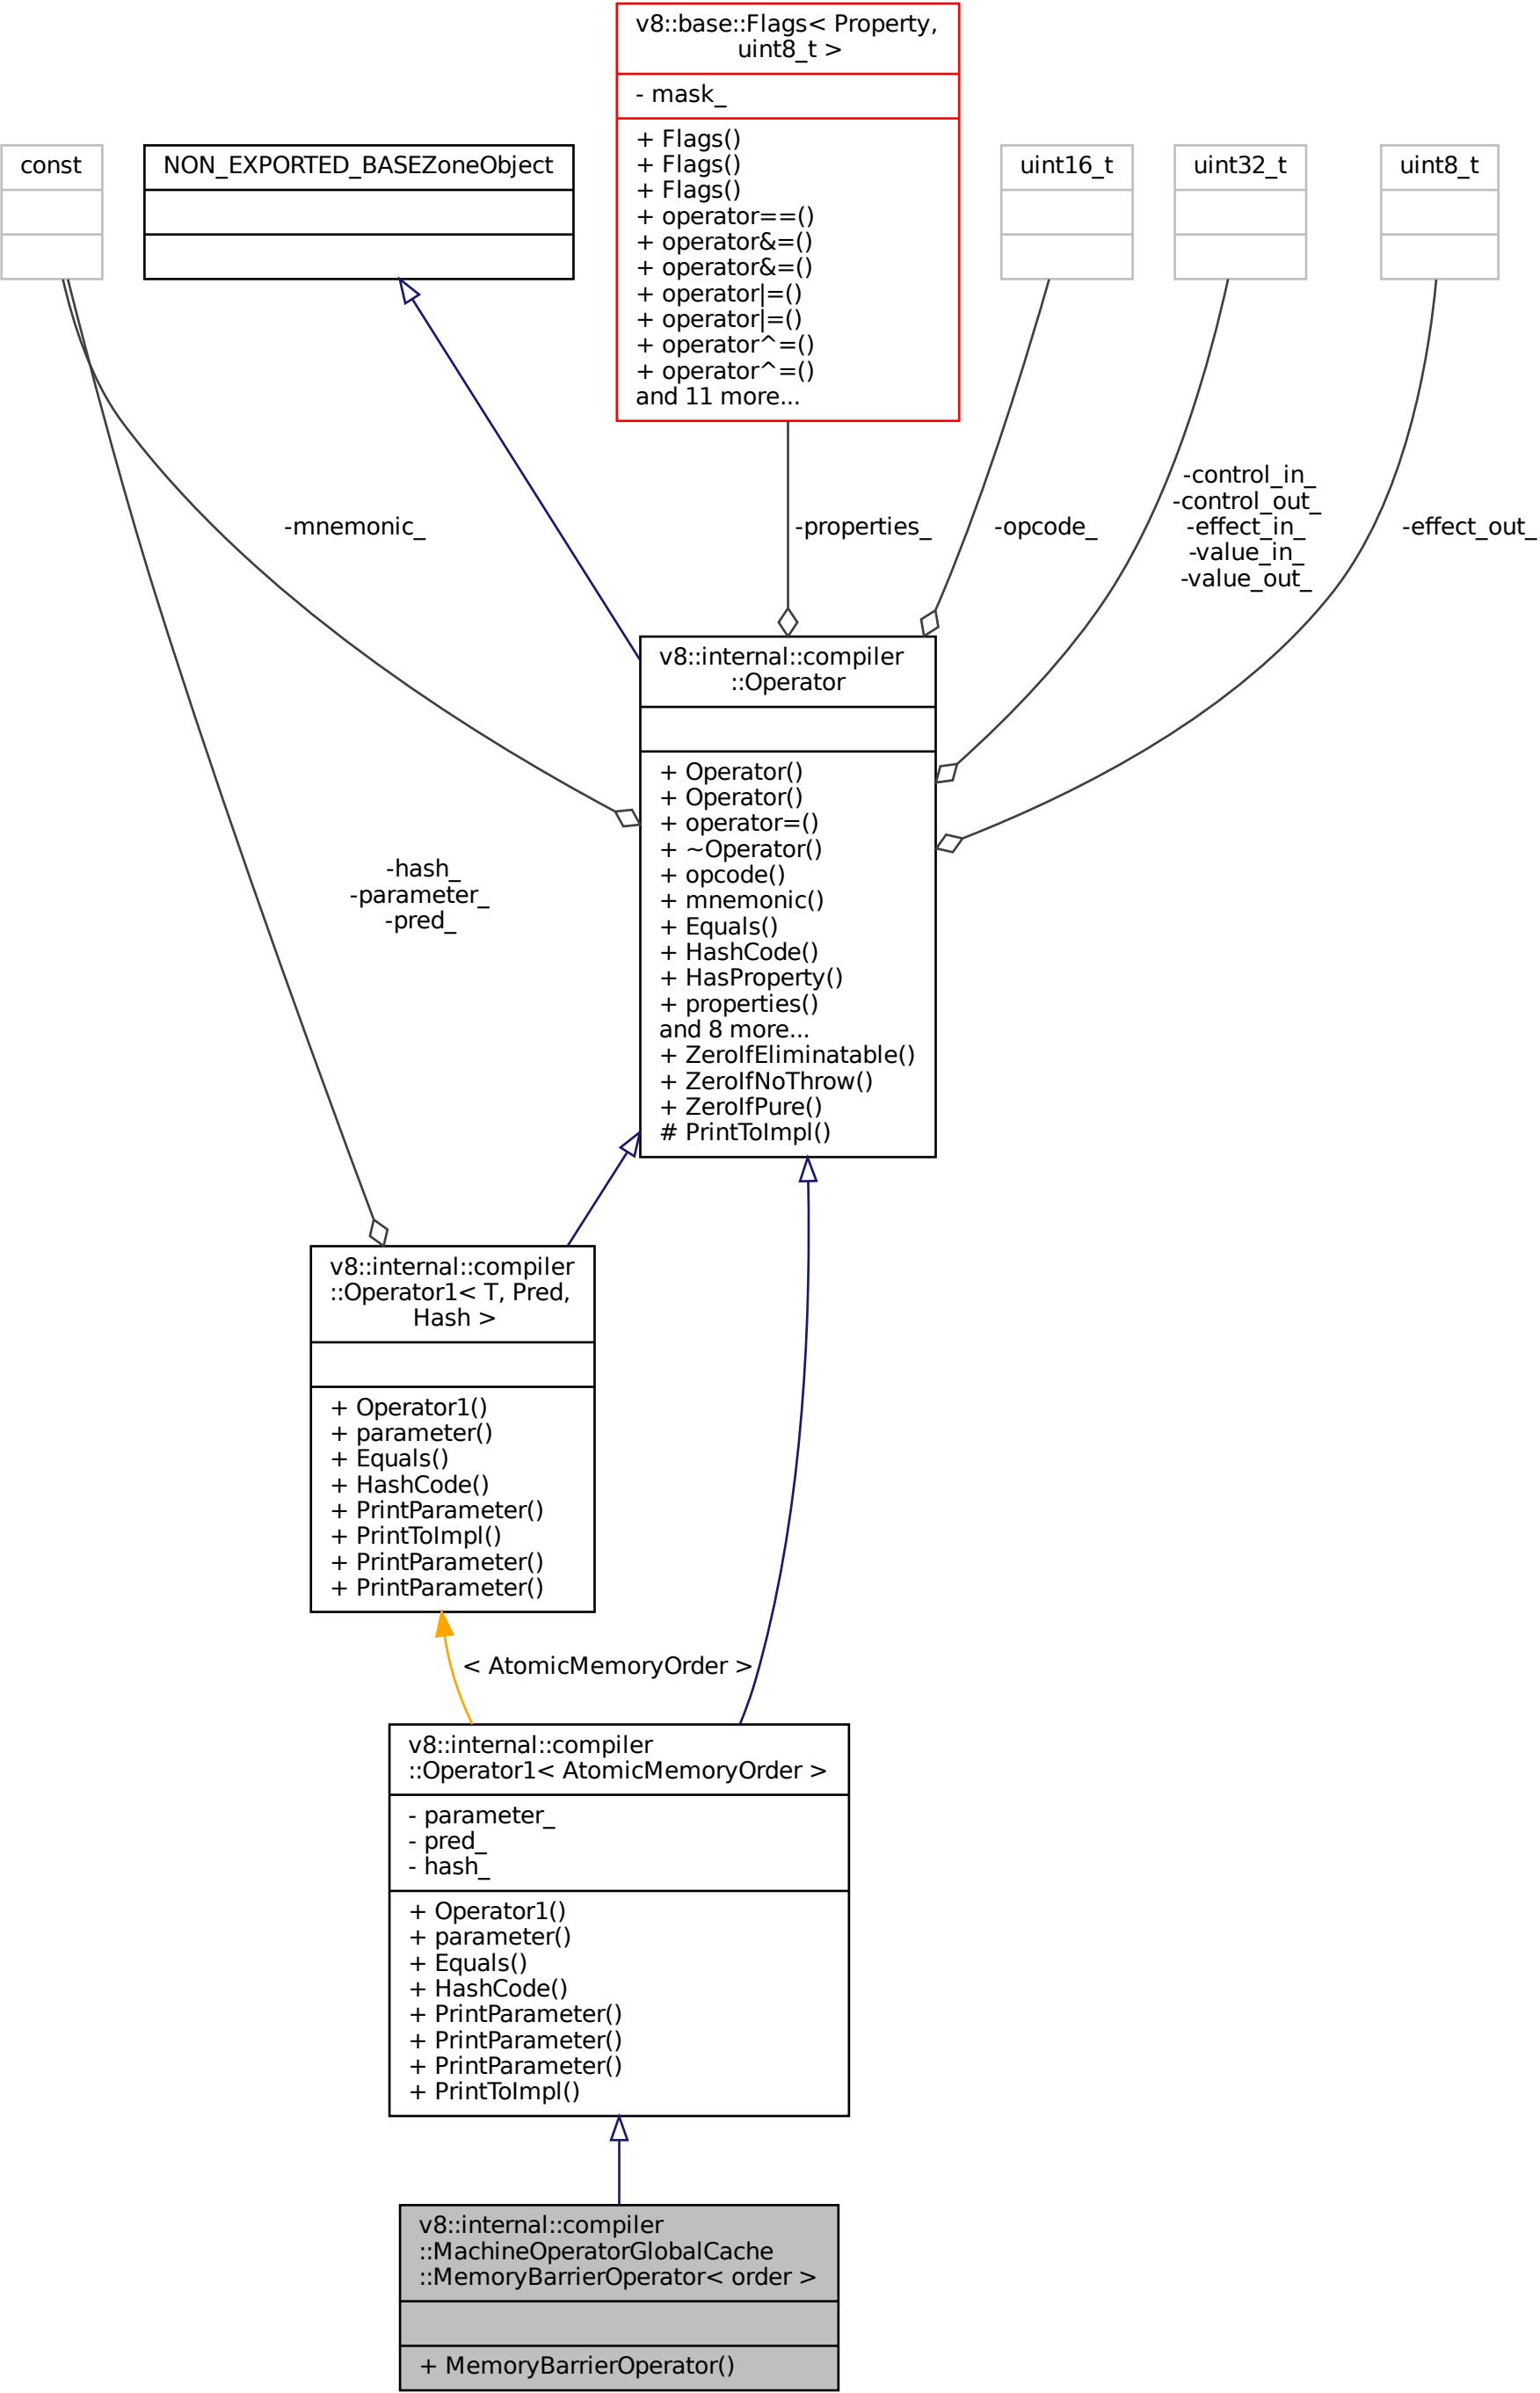 v8::base::Flags< Property,
uint8_t >
- mask_
+ Flags()
+ Flags()
+ Flags()
+ operator==()
+ operator&=()
+ operator&=()
+ operator|=()
+ operator|=()
+ operator^=()
+ operator^=()
and 11 more...
const
NON_EXPORTED_BASEZoneObject
uint16_t
uint32_t
uint8_t
-mnemonic_
-properties_
-opcode_
-control_in_
-control_out_
-effect_in_
-value_in_
-value_out_
-effect_out_
v8::internal::compiler
::Operator
+ Operator()
+ Operator()
+ operator=()
+ ~Operator()
+ opcode()
+ mnemonic()
+ Equals()
+ HashCode()
+ HasProperty()
+ properties()
and 8 more...
+ ZeroIfEliminatable()
+ ZeroIfNoThrow()
+ ZeroIfPure()
# PrintToImpl()
-hash_
-parameter_
-pred_
v8::internal::compiler
::Operator1< T, Pred,
Hash >
+ Operator1()
+ parameter()
+ Equals()
+ HashCode()
+ PrintParameter()
+ PrintToImpl()
+ PrintParameter()
+ PrintParameter()
< AtomicMemoryOrder >
v8::internal::compiler
::Operator1< AtomicMemoryOrder >
- parameter_
- pred_
- hash_
+ Operator1()
+ parameter()
+ Equals()
+ HashCode()
+ PrintParameter()
+ PrintParameter()
+ PrintParameter()
+ PrintToImpl()
v8::internal::compiler
::MachineOperatorGlobalCache
::MemoryBarrierOperator< order >
+ MemoryBarrierOperator()